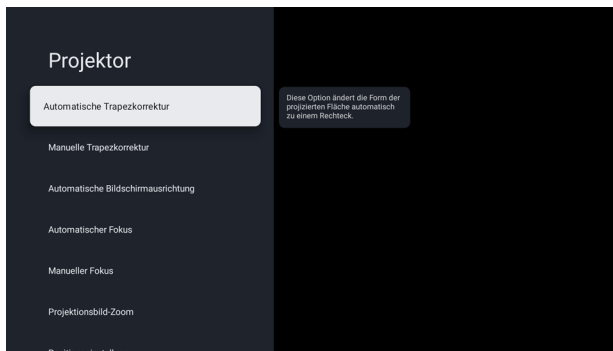 Projektor
Automatische Trapezkorrektur
Diese Option ändert die Form der
projizierten Fläche automatisch
zu einem Rechteck.
Manuelle Trapezkorrektur
Automatische Bildschirmausrichtung
Automatischer Fokus
Manueller Fokus
Projektionsbild-Zoom